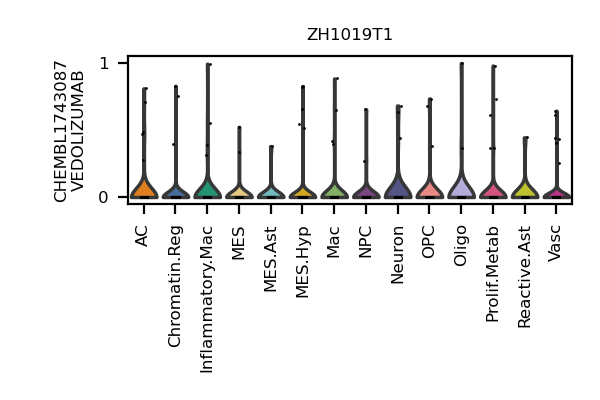 ZH1019T1
CHEMBL1743087
VEDOLIZUMAB
1
0
AC
Chromatin.Reg
Inflammatory.Mac
MES
MES.Ast
MES.Hyp
Mac
NPC
Neuron
OPC
Oligo
Prolif.Metab
Reactive.Ast
Vasc